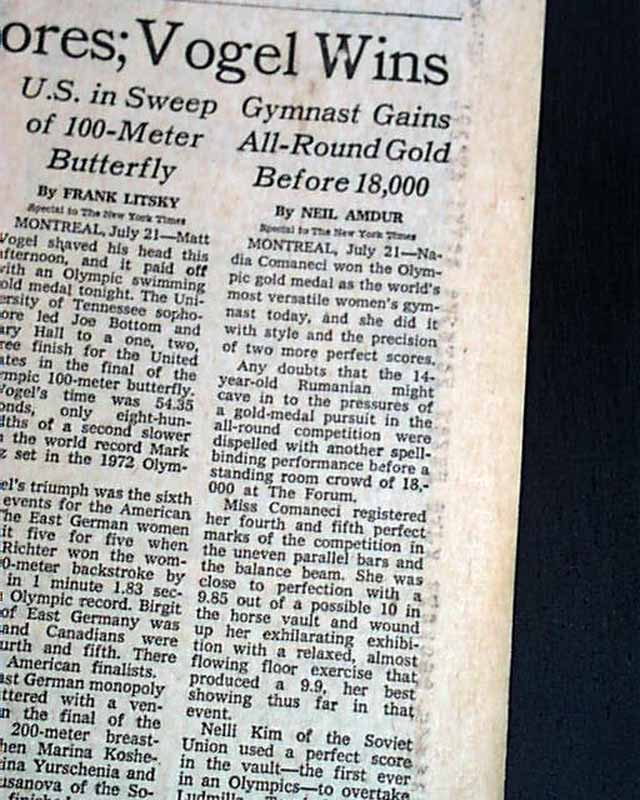 ores; Vogel Wins
U.S. in Sweep
of 100-Meter
Butterfly
By FRANK LITSKY
Special to The New York Times
MONTREAL, July 21—Matt
Vogel shaved his head this
afternoon, and it paid off
with an Olympic swimming
old medal tonight. The Uni-
ersity of Tennessee sopho-
ore led Joe Bottom and
ary Hall to a one, two,
ree finish for the United
ates in the final of the
mpic 100-meter butterfly.
Vogel's time was 54.35
onds, only eight-hun-
dths of a second slower
n the world record Mark
z set in the 1972 Olym-
el's triumph was the sixth
events for the American
The East German women
it five for five when
Richter won the wom-
0-meter backstroke by
in 1 minute 1.83 sec-
Olympic record. Birgit
of East Germany was
and Canadians were
urth and fifth. There
American finalists.
ast German monopoly
ttered with a ven-
n the final of the
200-meter breast-
hen Marina Koshe-
ina Yurschenia and
usanova of the So-
Gymnast Gains
All-Round Gold
Before 18,000
By NEIL AMDUR
Special to The New York Times
MONTREAL, July 21—Na-
dia Comaneci won the Olym-
pic gold medal as the world's
most versatile women's gym-
nast today, and she did it
with style and the precision
of two more perfect scores.
Any doubts that the 14-
year-old Rumanian might
cave in to the pressures of
a gold-medal pursuit in the
all-round competition were
dispelled with another spell-
binding performance before a
standing room crowd of 18,-
000 at The Forum.
Miss Comaneci registered
her fourth and fifth perfect
marks of the competition in
the uneven parallel bars and
the balance beam. She was
close to perfection with a
9.85 out of a possible 10 in
the horse vault and wound
up her exhilarating exhibi-
tion with a relaxed, almost
flowing floor exercise that
produced a 9.9, her best
showing thus far in that
event.
Nelli Kim of the Soviet
Union used a perfect score
in the vault—the first ever
in an Olympics—to overtake